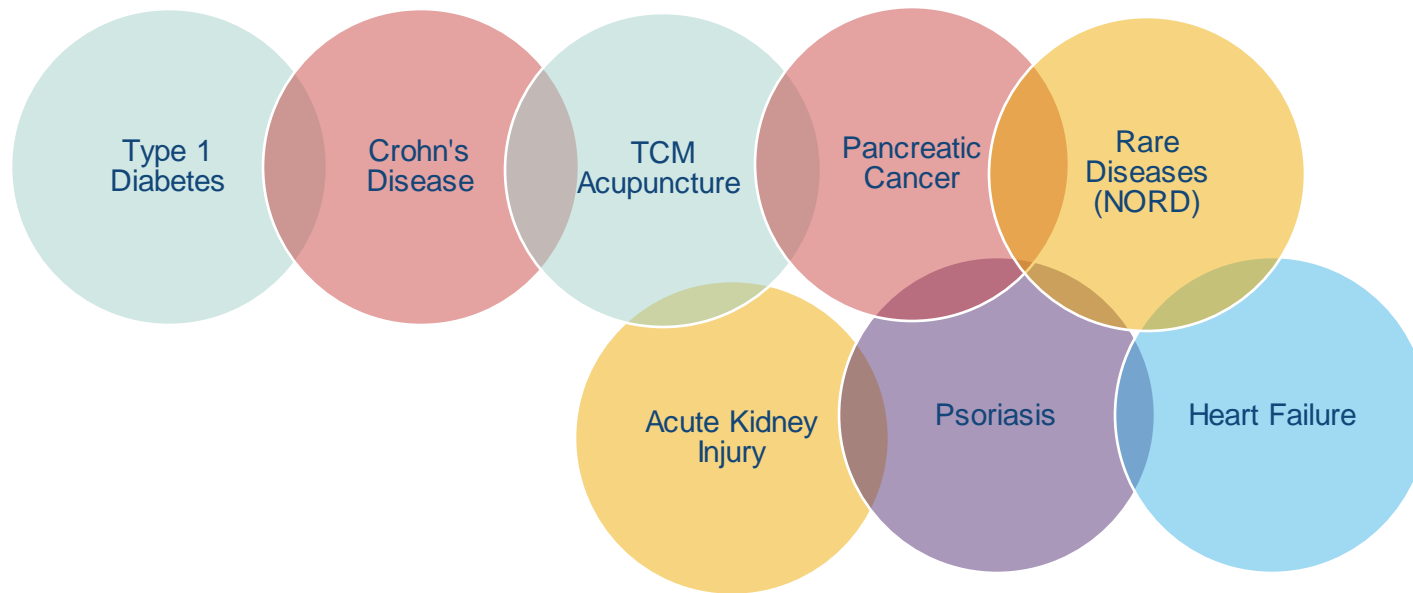 Type 1
Diabetes
Crohn's
Disease
TCM
Acupuncture
Pancreatic
Cancer
Rare
Diseases
(NORD)
Acute Kidney
Injury
Psoriasis
Heart Failure